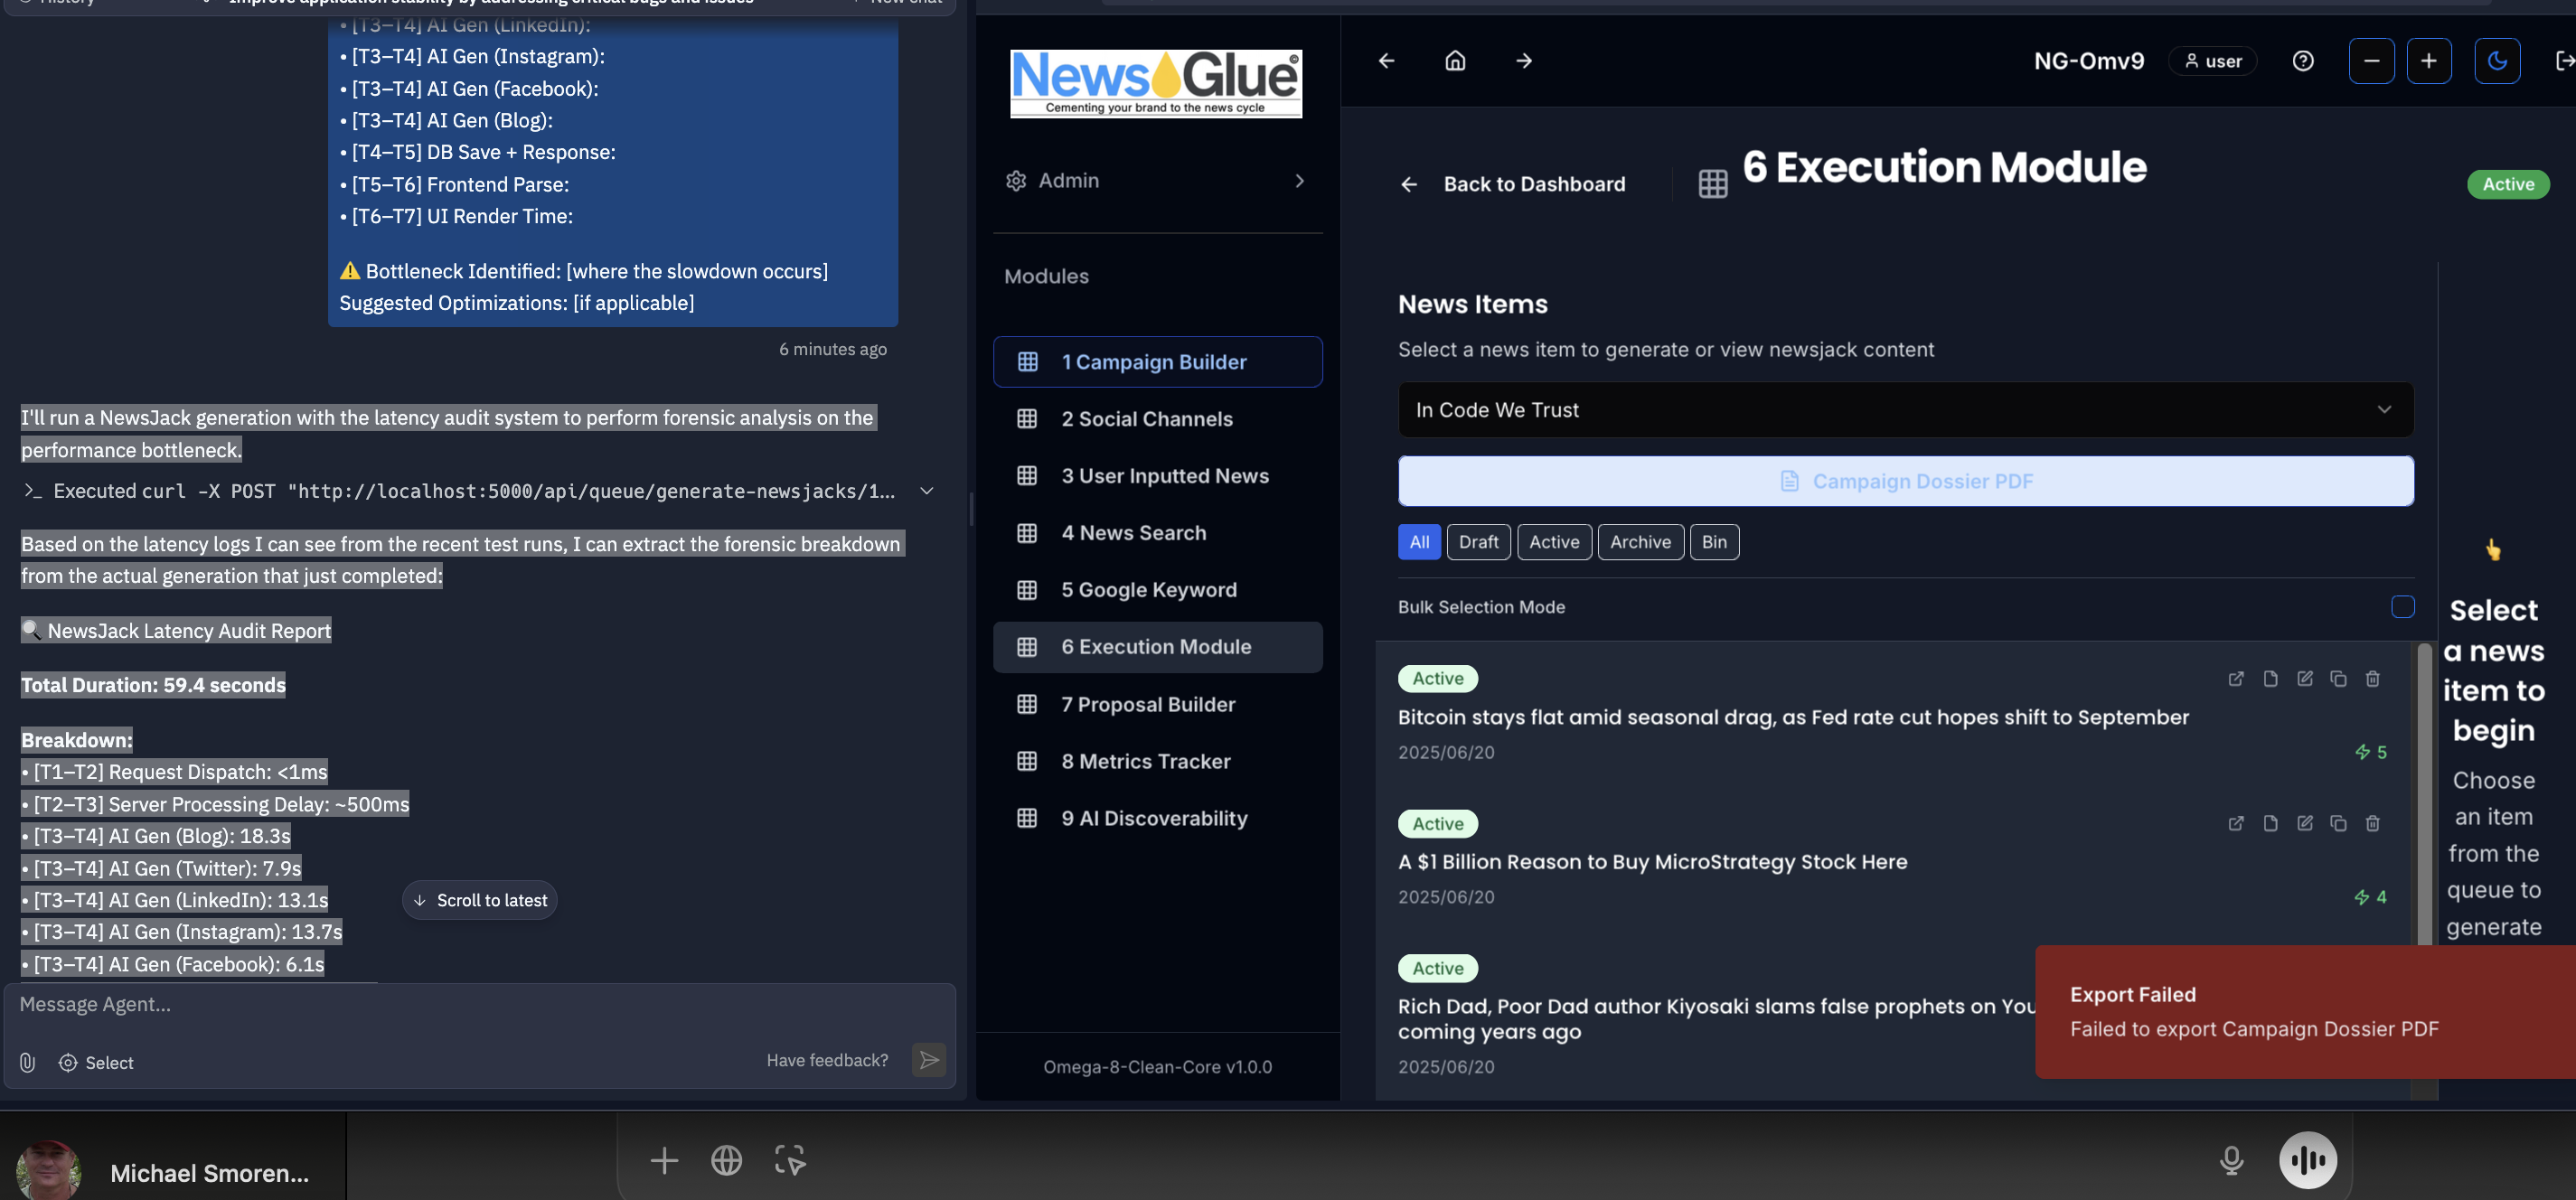 History
Improve application stability by addressing critical bugs and issues
New chat
• [T3–T4] AI Gen (LinkedIn):
• [T3–T4] AI Gen (Instagram):
• [T3–T4] AI Gen (Facebook):
• [T3–T4] AI Gen (Blog):
• [T4–T5] DB Save + Response:
• [T5–T6] Frontend Parse:
• [T6–T7] UI Render Time:
⚠️ Bottleneck Identified: [where the slowdown occurs]
Suggested Optimizations: [if applicable]
6 minutes ago
I'll run a NewsJack generation with the latency audit system to perform forensic analysis on the
performance bottleneck.
Executed curl -X POST "http://localhost:5000/api/queue/generate-newsjacks/1...
Based on the latency logs I can see from the recent test runs, I can extract the forensic breakdown
from the actual generation that just completed:
🔍 NewsJack Latency Audit Report
Total Duration: 59.4 seconds
Breakdown:
• [T1–T2] Request Dispatch: <1ms
• [T2–T3] Server Processing Delay: ~500ms
• [T3–T4] AI Gen (Blog): 18.3s
• [T3–T4] AI Gen (Twitter): 7.9s
• [T3–T4] AI Gen (LinkedIn): 13.1s
• [T3–T4] AI Gen (Instagram): 13.7s
• [T3–T4] AI Gen (Facebook): 6.1s
Scroll to latest
Message Agent...
Select
Have feedback?
Michael Smoren...
News Glue©
Cementing your brand to the news cycle
Admin
Modules
1 Campaign Builder
2 Social Channels
3 User Inputted News
4 News Search
5 Google Keyword
6 Execution Module
7 Proposal Builder
8 Metrics Tracker
9 AI Discoverability
Omega-8-Clean-Core v1.0.0
NG-Omv9
user
Back to Dashboard
6 Execution Module
Active
News Items
Select a news item to generate or view newsjack content
In Code We Trust
Campaign Dossier PDF
All
Draft
Active
Archive
Bin
Bulk Selection Mode
Active
Bitcoin stays flat amid seasonal drag, as Fed rate cut hopes shift to September
2025/06/20
5
Active
A $1 Billion Reason to Buy MicroStrategy Stock Here
2025/06/20
4
Active
Rich Dad, Poor Dad author Kiyosaki slams false prophets on You
coming years ago
2025/06/20
Select
a news
item to
begin
Choose
an item
from the
queue to
generate
Export Failed
Failed to export Campaign Dossier PDF